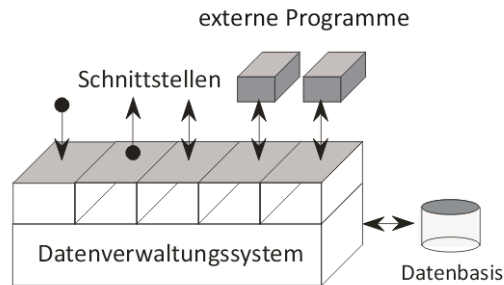 externe Programme
Schnittstellen
Datenverwaltungssystem
Datenbasis